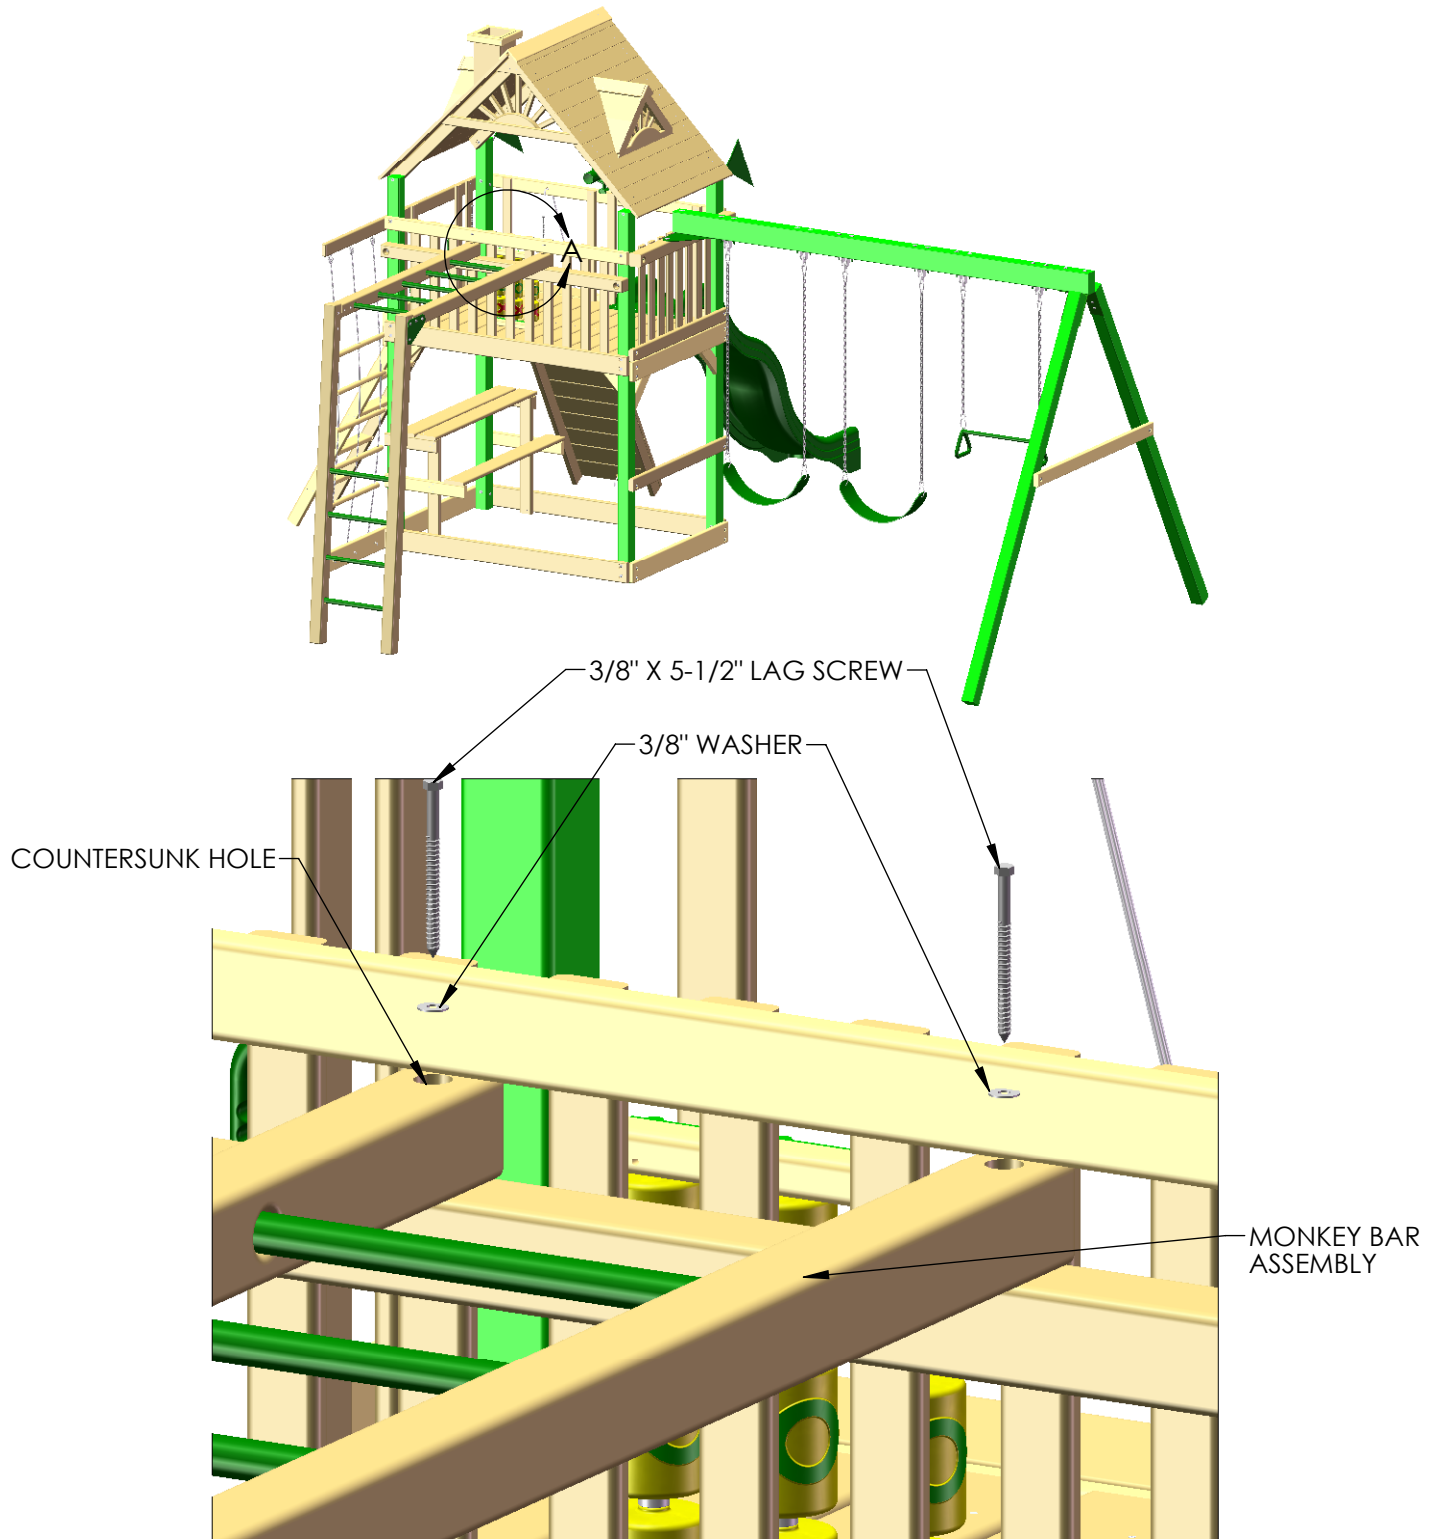 A
3/8" X 5-1/2" LAG SCREW
3/8" WASHER
COUNTERSUNK HOLE
MONKEY BAR
ASSEMBLY